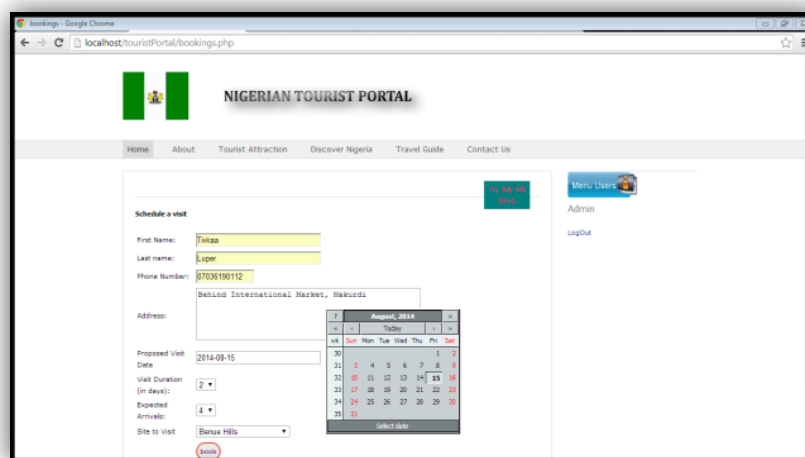 bookings - Google Chrome
localhost/touristPortal/bookings.php
NIGERIAN TOURIST PORTAL
Home About Tourist Attraction Discover Nigeria Travel Guide Contact Us
Fri, July 4th
2014.
Menu Users
Admin
LogOut
Schedule a visit
First Name: Tivkaa
Last name: Luper
Phone Number: 07036190112
Address: Behind International Market, Makurdi
Proposed Visit Date 2014-08-15
Visit Duration (in days): 2
Expected Arrivals: 4
Site to Visit Benue Hills
book
? August, 2014 ×
« ‹ Today › »
wk Sun Mon Tue Wed Thu Fri Sat
30 1 2
31 3 4 5 6 7 8 9
32 10 11 12 13 14 15 16
33 17 18 19 20 21 22 23
34 24 25 26 27 28 29 30
35 31
Select date